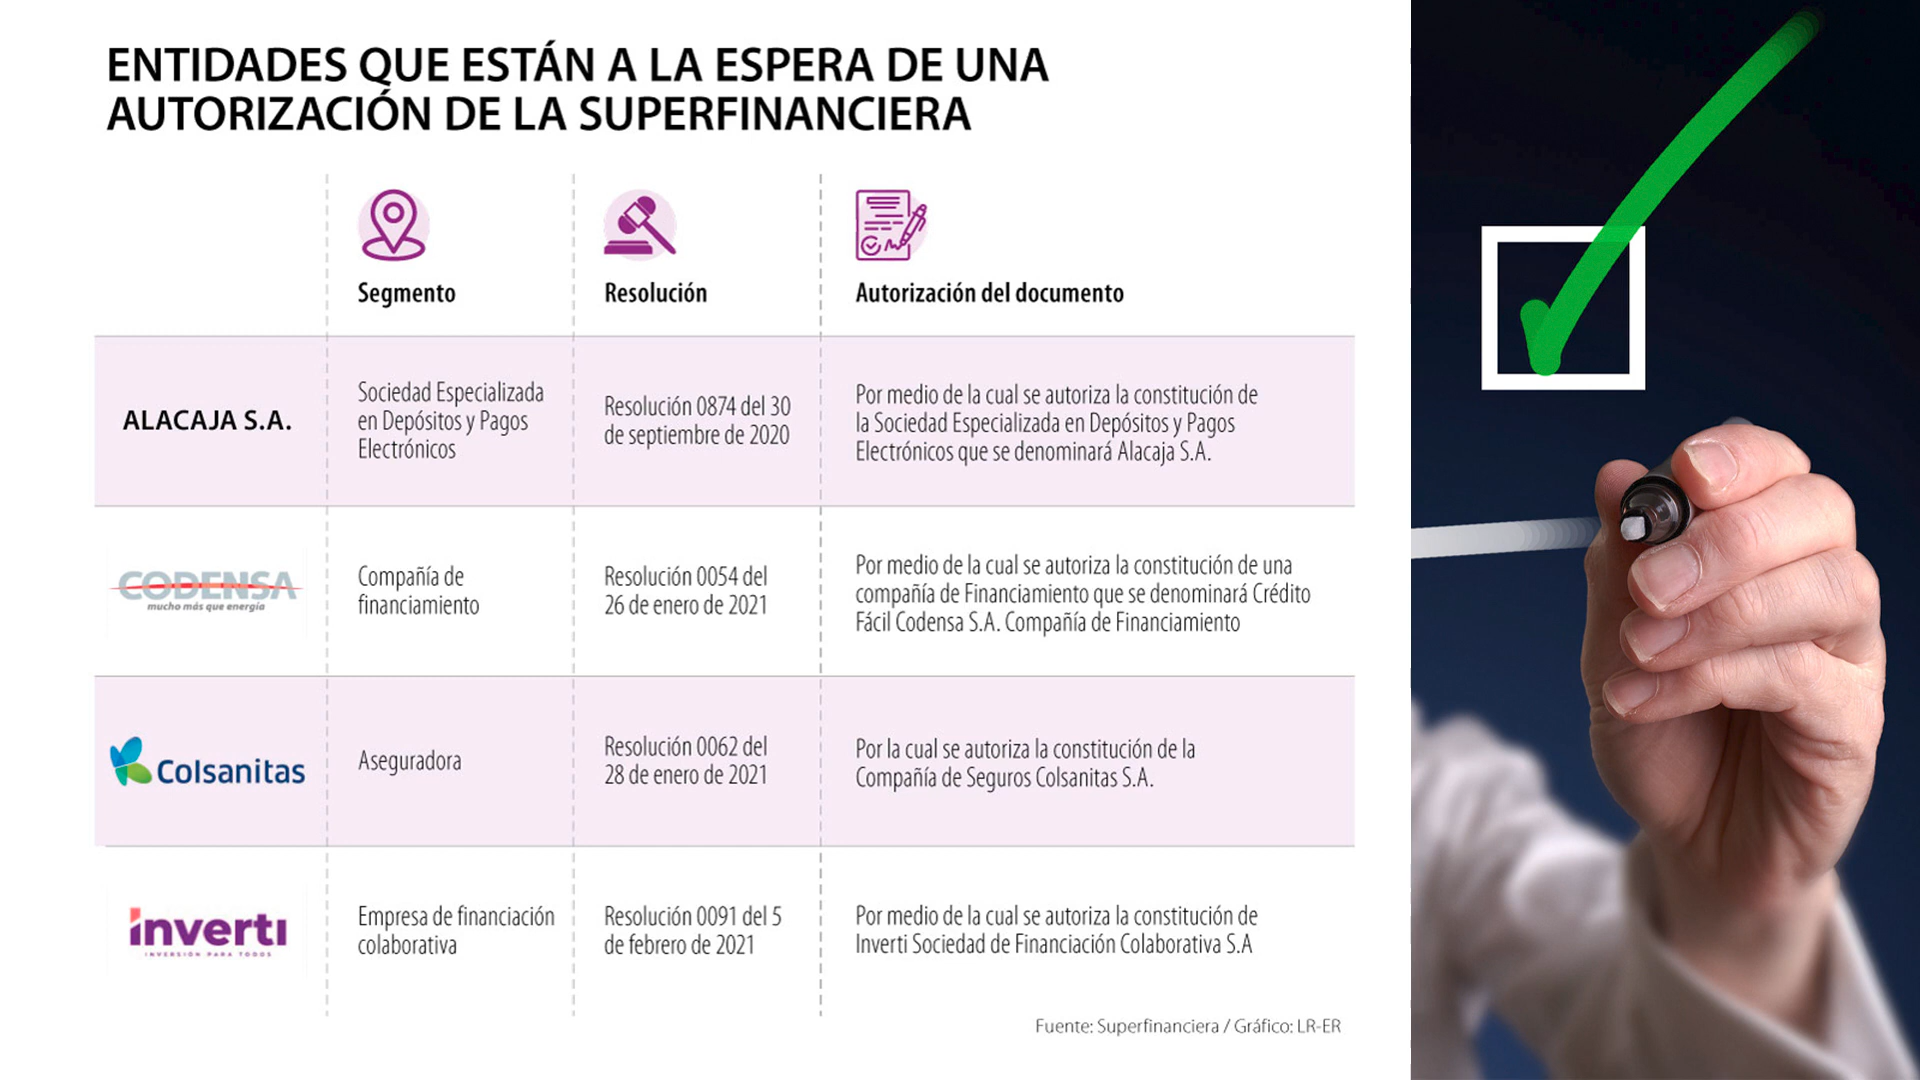 ENTIDADES QUE ESTÁN A LA ESPERA DE UNA
AUTORIZACIÓN DE LA SUPERFINANCIERA
Segmento
Resolución
Autorización del documento
ALACAJA S.A.
Sociedad Especializada
en Depósitos y Pagos
Electrónicos
Resolución 0874 del 30
de septiembre de 2020
Por medio de la cual se autoriza la constitución de
la Sociedad Especializada en Depósitos y Pagos
Electrónicos que se denominará Alacaja S.A.
CODENSA
mucho más que energía
Compañía de
financiamiento
Resolución 0054 del
26 de enero de 2021
Por medio de la cual se autoriza la constitución de una
compañía de Financiamiento que se denominará Crédito
Fácil Codensa S.A. Compañía de Financiamiento
Colsanitas
Aseguradora
Resolución 0062 del
28 de enero de 2021
Por la cual se autoriza la constitución de la
Compañía de Seguros Colsanitas S.A.
inverti
INVERSIÓN PARA TODOS
Empresa de financiación
colaborativa
Resolución 0091 del 5
de febrero de 2021
Por medio de la cual se autoriza la constitución de
Inverti Sociedad de Financiación Colaborativa S.A
Fuente: Superfinanciera / Gráfico: LR-ER